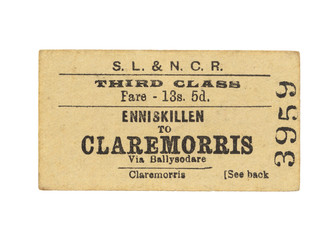 S. L. & N. C. R.
THIRD CLASS
Fare - 13s. 5d.
ENNISKILLEN
TO
CLAREMORRIS
Via Ballysodare
Claremorris [See back
3959